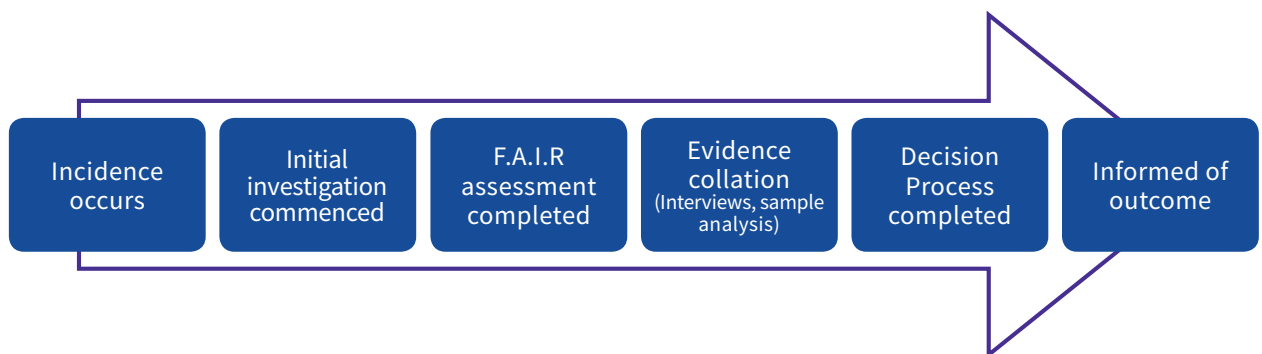 Incidence
occurs
Initial
investigation
commenced
F.A.I.R
assessment
completed
Evidence
collation
(Interviews, sample
analysis)
Decision
Process
completed
Informed of
outcome